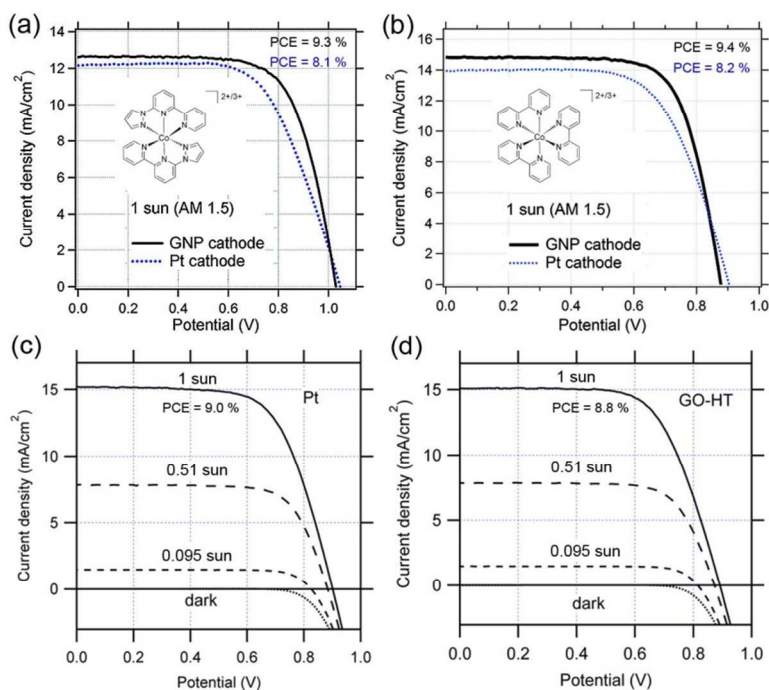 (a)
14
12
10
8
6
4
2
0
Current density (mA/cm²)
PCE = 9.3 %
PCE = 8.1 %
2+/3+
N
N
N
N
Co
N
N
N
N
1 sun (AM 1.5)
GNP cathode
Pt cathode
0.0 0.2 0.4 0.6 0.8 1.0
Potential (V)
(b)
18
16
14
12
10
8
6
4
2
0
Current density (mA/cm²)
PCE = 9.4 %
PCE = 8.2 %
2+/3+
N
N
N
Co
N
N
N
1 sun (AM 1.5)
GNP cathode
Pt cathode
0.0 0.2 0.4 0.6 0.8 1.0
Potential (V)
(c)
15
10
5
0
Current density (mA/cm²)
1 sun
PCE = 9.0 %
Pt
0.51 sun
0.095 sun
dark
0.0 0.2 0.4 0.6 0.8 1.0
Potential (V)
(d)
15
10
5
0
Current density (mA/cm²)
1 sun
PCE = 8.8 %
GO-HT
0.51 sun
0.095 sun
dark
0.0 0.2 0.4 0.6 0.8 1.0
Potential (V)